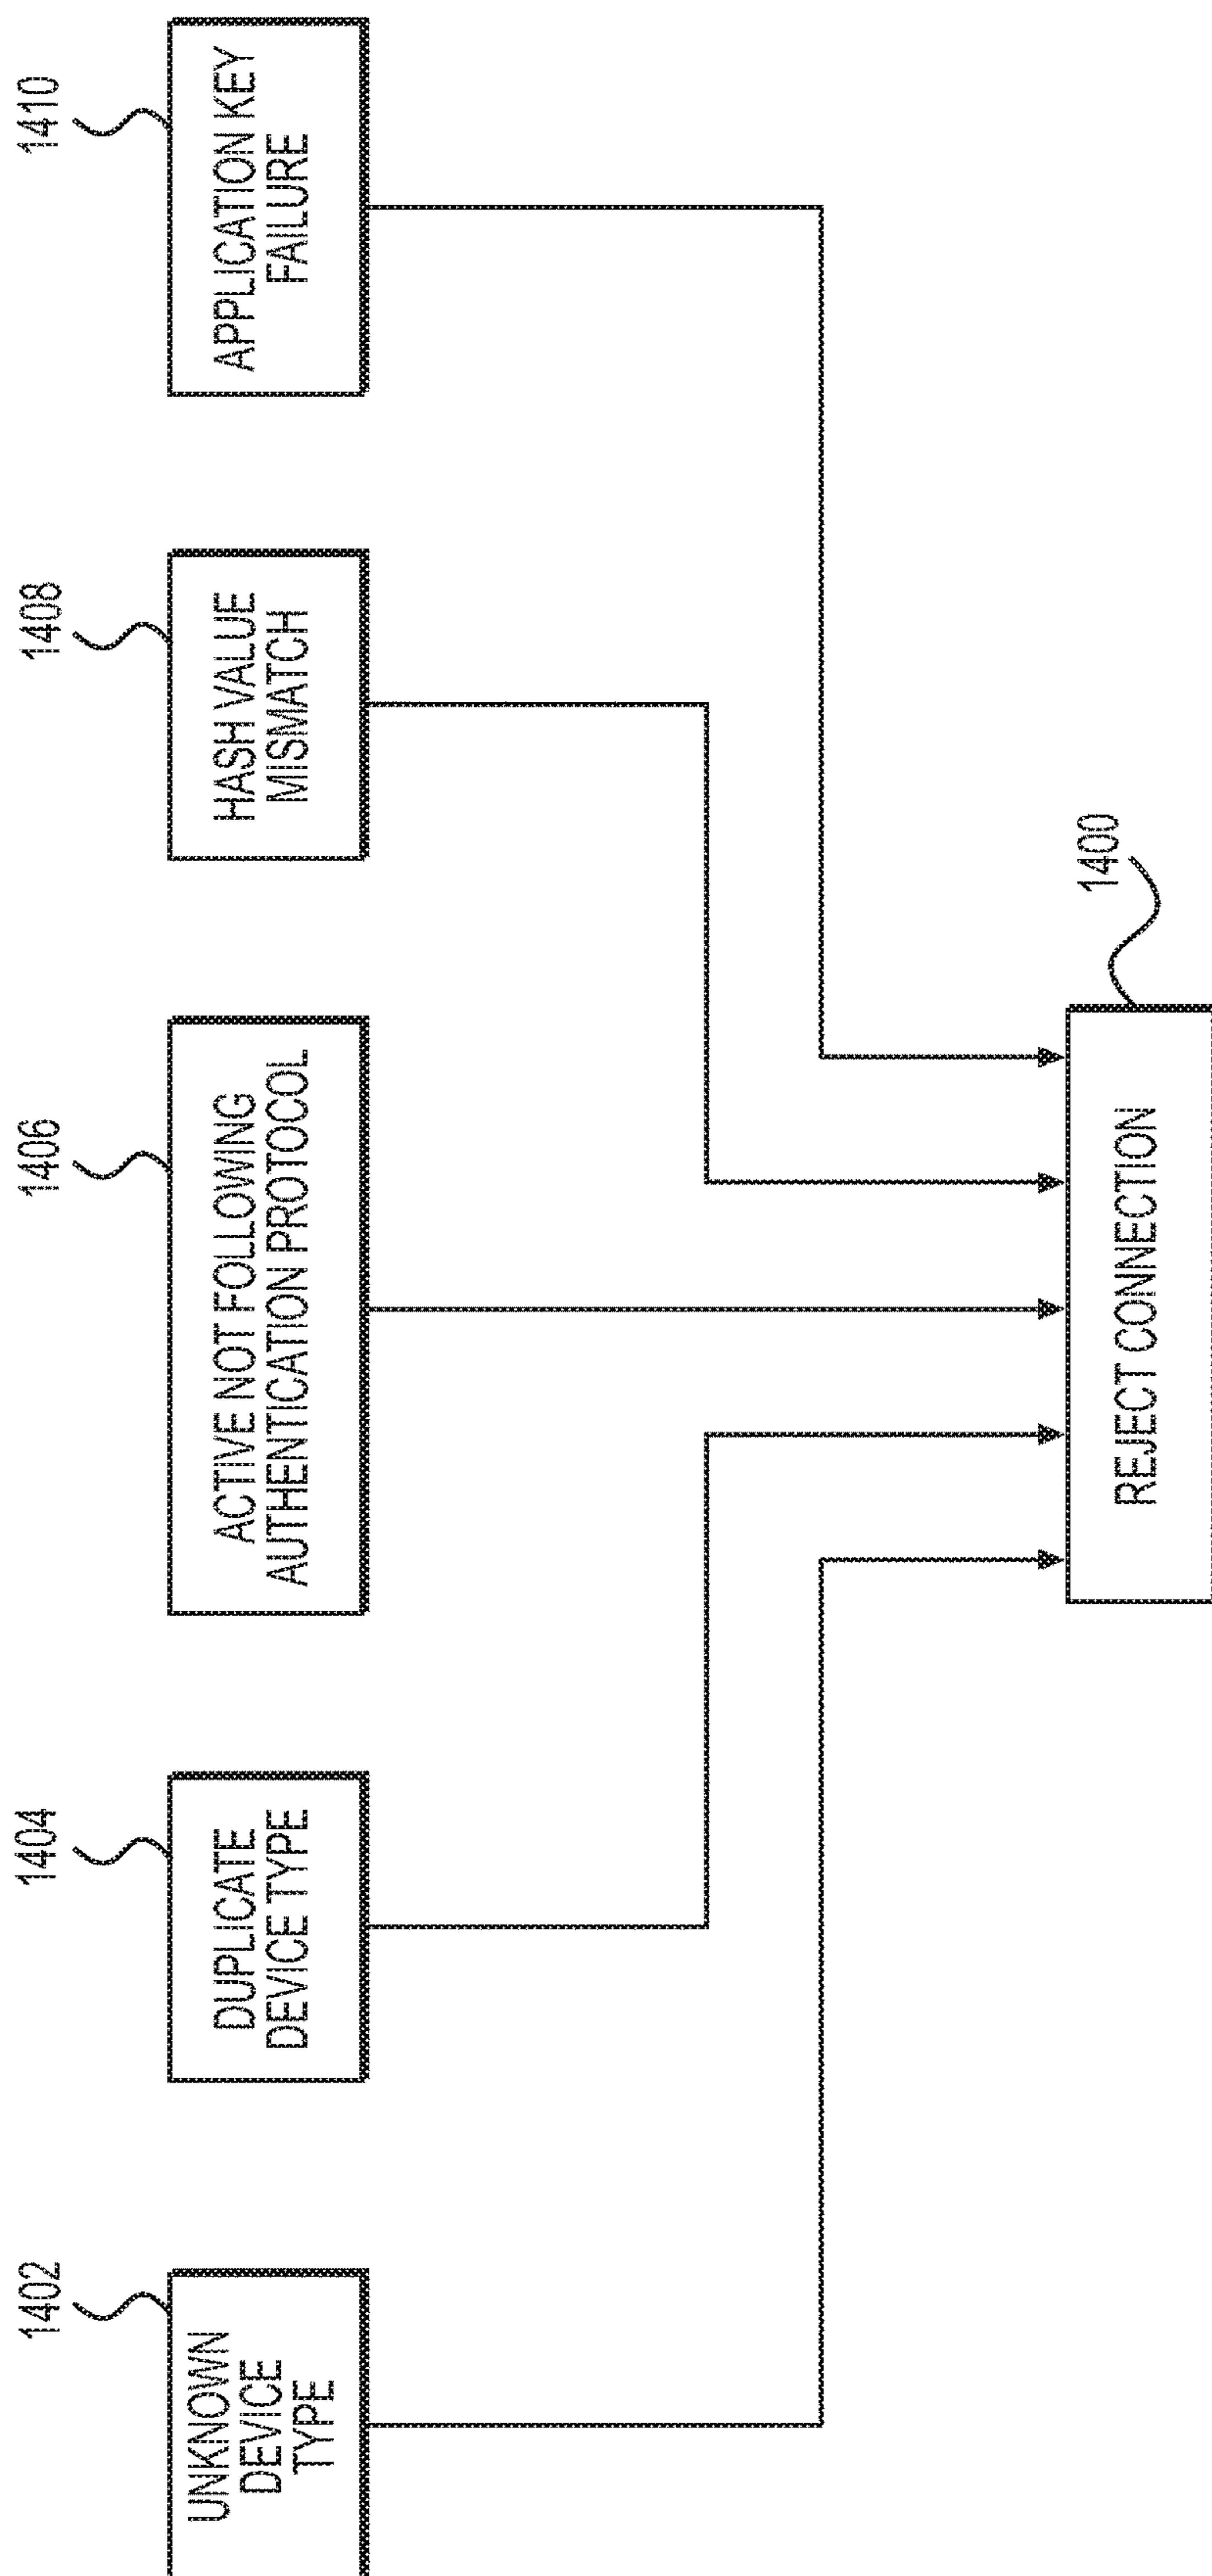 1402
UNKNOWN
DEVICE
TYPE
1404
DUPLICATE
DEVICE TYPE
1406
ACTIVE NOT FOLLOWING
AUTHENTICATION PROTOCOL
1408
HASH VALUE
MISMATCH
1410
APPLICATION KEY
FAILURE
1400
REJECT CONNECTION